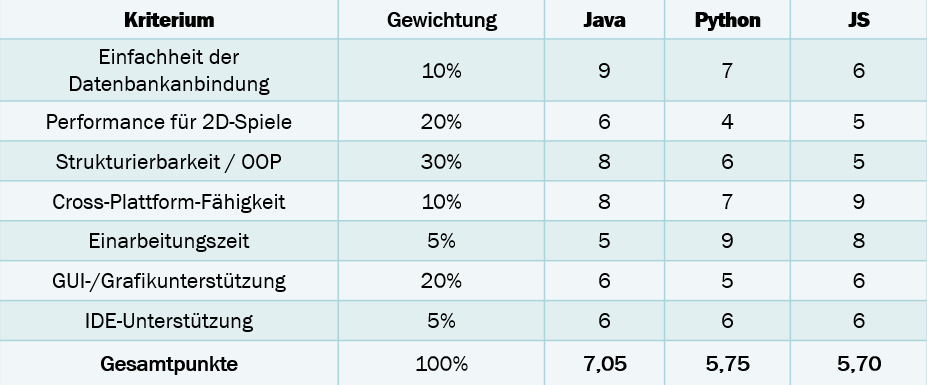 Kriterium Gewichtung Java Python JS
Einfachheit der
Datenbankanbindung 10% 9 7 6
Performance für 2D-Spiele 20% 6 4 5
Strukturierbarkeit / OOP 30% 8 6 5
Cross-Plattform-Fähigkeit 10% 8 7 9
Einarbeitungszeit 5% 5 9 8
GUI-/Grafikunterstützung 20% 6 5 6
IDE-Unterstützung 5% 6 6 6
Gesamtpunkte 100% 7,05 5,75 5,70